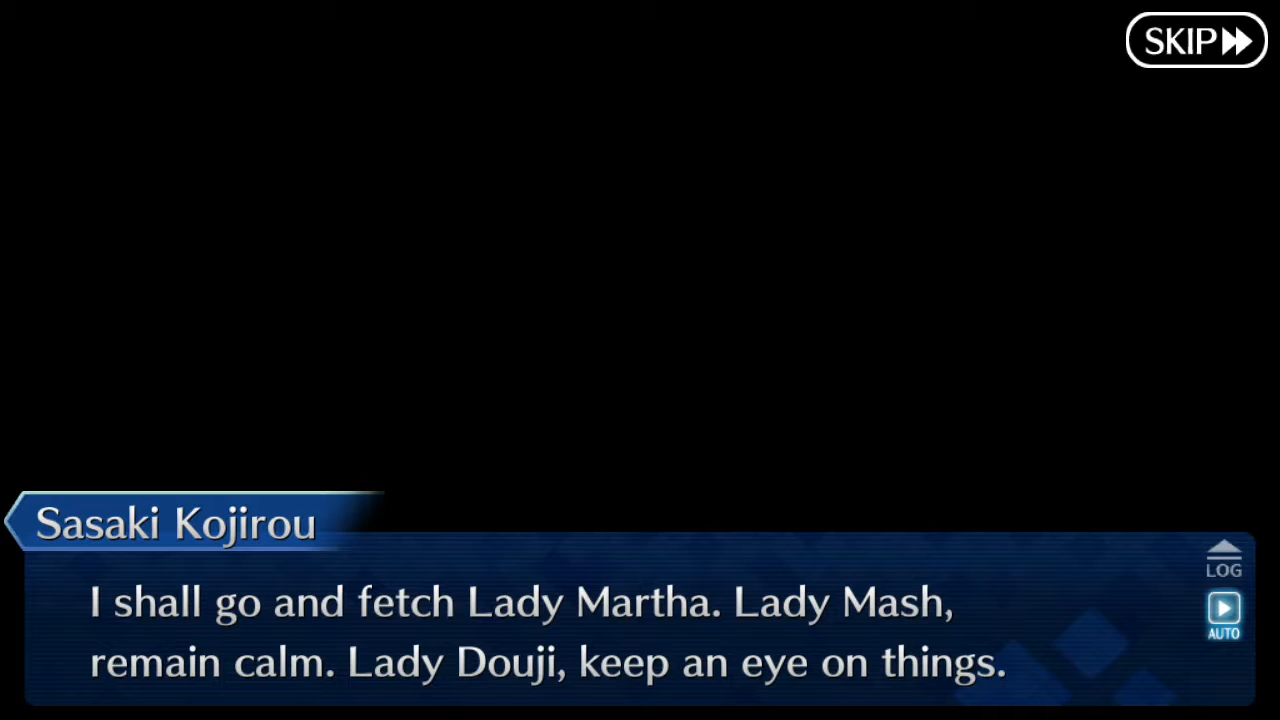 SKIP
Sasaki Kojirou
I shall go and fetch Lady Martha. Lady Mash,
remain calm. Lady Douji, keep an eye on things.
LOG
AUTO